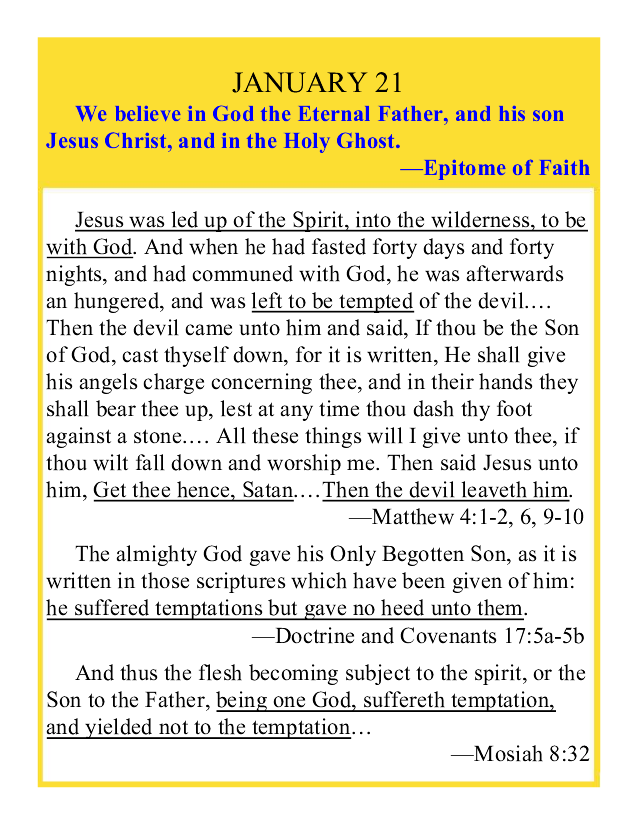 JANUARY 21
We believe in God the Eternal Father, and his son
Jesus Christ, and in the Holy Ghost.
—Epitome of Faith
Jesus was led up of the Spirit, into the wilderness, to be
with God. And when he had fasted forty days and forty
nights, and had communed with God, he was afterwards
an hungered, and was left to be tempted of the devil.…
Then the devil came unto him and said, If thou be the Son
of God, cast thyself down, for it is written, He shall give
his angels charge concerning thee, and in their hands they
shall bear thee up, lest at any time thou dash thy foot
against a stone.… All these things will I give unto thee, if
thou wilt fall down and worship me. Then said Jesus unto
him, Get thee hence, Satan.…Then the devil leaveth him.
—Matthew 4:1-2, 6, 9-10
The almighty God gave his Only Begotten Son, as it is
written in those scriptures which have been given of him:
he suffered temptations but gave no heed unto them.
—Doctrine and Covenants 17:5a-5b
And thus the flesh becoming subject to the spirit, or the
Son to the Father, being one God, suffereth temptation,
and yielded not to the temptation…
—Mosiah 8:32